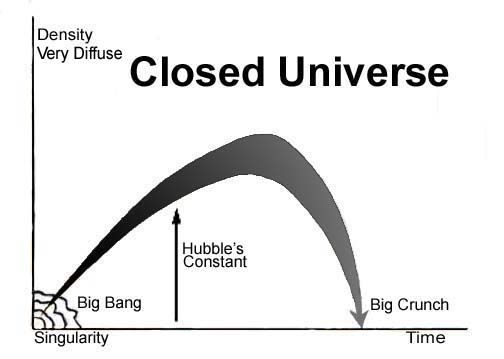 Density
Very Diffuse
Closed Universe
Hubble's
Constant
Big Bang
Big Crunch
Singularity
Time